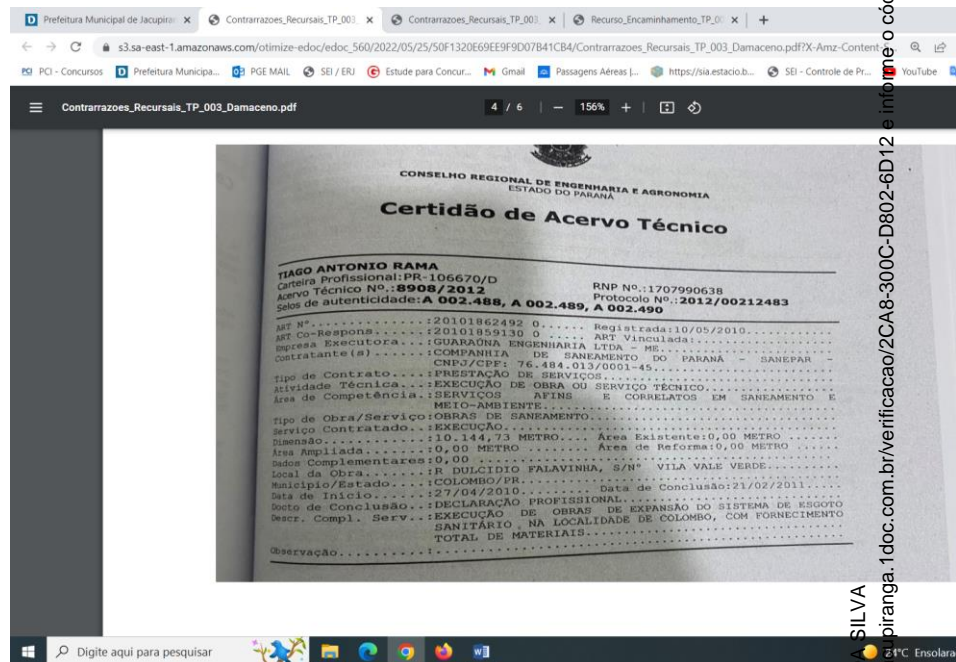 Prefeitura Municipal de Jacupiran
Contrarrazoes_Recursais_TP_003_
Contrarrazoes_Recursais_TP_003_
Recurso_Encaminhamento_TP_00
s3.sa-east-1.amazonaws.com/otimize-edoc/edoc_560/2022/05/25/50F1320E69EE9F9D07B41CB4/Contrarrazoes_Recursais_TP_003_Damaceno.pdf?X-Amz-Content-
PCI - Concursos
Prefeitura Municipa...
PGE MAIL
SEI / ERJ
Estude para Concur...
Gmail
Passagens Aéreas |...
https://sia.estacio.b...
SEI - Controle de Pr...
YouTube
Contrarrazoes_Recursais_TP_003_Damaceno.pdf
4 / 6 | — 156% +
CONSELHO REGIONAL DE ENGENHARIA E AGRONOMIA
ESTADO DO PARANÁ
Certidão de Acervo Técnico
TIAGO ANTONIO RAMA
Carteira Profissional:PR-106670/D RNP Nº.:1707990638
Acervo Técnico Nº.:8908/2012 Protocolo Nº.:2012/00212483
Selos de autenticidade:A 002.488, A 002.489, A 002.490
ART Nº..............:20101862492 0...... Registrada:10/05/2010...........
ART Co-Respons....:20101859130 0...... ART Vinculada:..................
Empresa Executora..:GUARAÚNA ENGENHARIA LTDA - ME..................
Contratante(s)......:COMPANHIA DE SANEAMENTO DO PARANÁ - SANEPAR -
CNPJ/CPF: 76.484.013/0001-45..................
Tipo de Contrato....:PRESTAÇÃO DE SERVIÇOS..................
Atividade Técnica...:EXECUÇÃO DE OBRA OU SERVIÇO TÉCNICO..................
Área de Competência.:SERVIÇOS AFINS E CORRELATOS EM SANEAMENTO E
MEIO-AMBIENTE..................
Tipo de Obra/Serviço:OBRAS DE SANEAMENTO..................
Serviço Contratado..:EXECUÇÃO..................
Dimensão............:10.144,73 METRO.... Área Existente:0,00 METRO .......
Área Ampliada.......:0,00 METRO ....... Área de Reforma:0,00 METRO .......
Dados Complementares:0,00 ..................
Local da Obra.......:R DULCIDIO FALAVINHA, S/Nº VILA VALE VERDE..........
Município/Estado....:COLOMBO/PR..................
Data de Início......:27/04/2010.......... Data de Conclusão:21/02/2011....
Docto de Conclusão..:DECLARAÇÃO PROFISSIONAL..................
Descr. Compl. Serv..:EXECUÇÃO DE OBRAS DE EXPANSÃO DO SISTEMA DE ESGOTO
SANITÁRIO , NA LOCALIDADE DE COLOMBO, COM FORNECIMENTO
TOTAL DE MATERIAIS..................
Observação..........:..................
Digite aqui para pesquisar
Ensolara
A SILVA
upiranga.1doc.com.br/verificacao/2CA8-300C-D802-6D12 e informe o cód